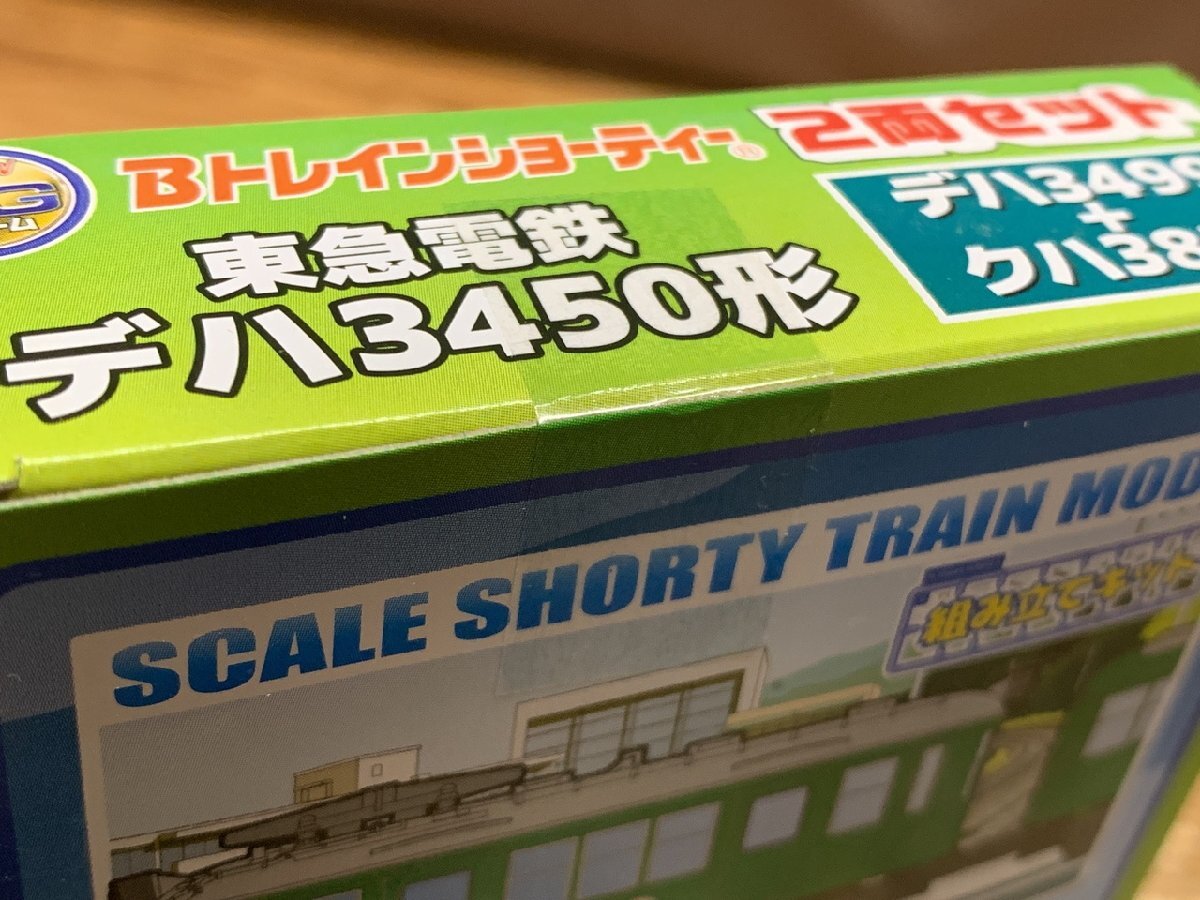 Bトレインショーティー®
2両セット
東急電鉄
デハ3450形
デハ349
+
クハ38
SCALE SHORTY TRAIN MOD
組み立てキット